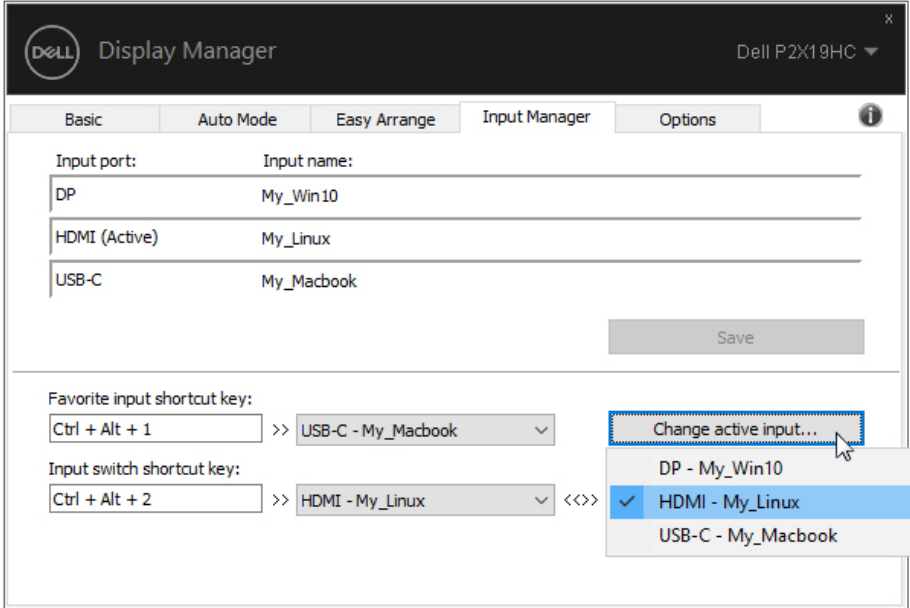 x
DELL Display Manager Dell P2X19HC
Basic Auto Mode Easy Arrange Input Manager Options i
Input port: Input name:
DP My_Win10
HDMI (Active) My_Linux
USB-C My_Macbook
Save
Favorite input shortcut key:
Ctrl + Alt + 1 >> USB-C - My_Macbook Change active input...
Input switch shortcut key: DP - My_Win10
Ctrl + Alt + 2 >> HDMI - My_Linux <<>> HDMI - My_Linux
USB-C - My_Macbook